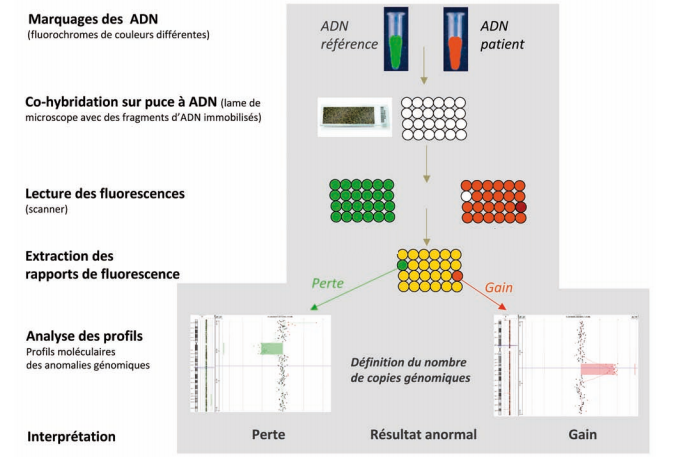 Marquages des ADN
(fluorochromes de couleurs différentes)
ADN
référence
ADN
patient
Co-hybridation sur puce à ADN (lame de
microscope avec des fragments d'ADN immobilisés)
Lecture des fluorescences
(scanner)
Extraction des
rapports de fluorescence
Perte
Gain
Analyse des profils
Profils moléculaires
des anomalies génomiques
Définition du nombre
de copies génomiques
Interprétation
Perte
Résultat anormal
Gain